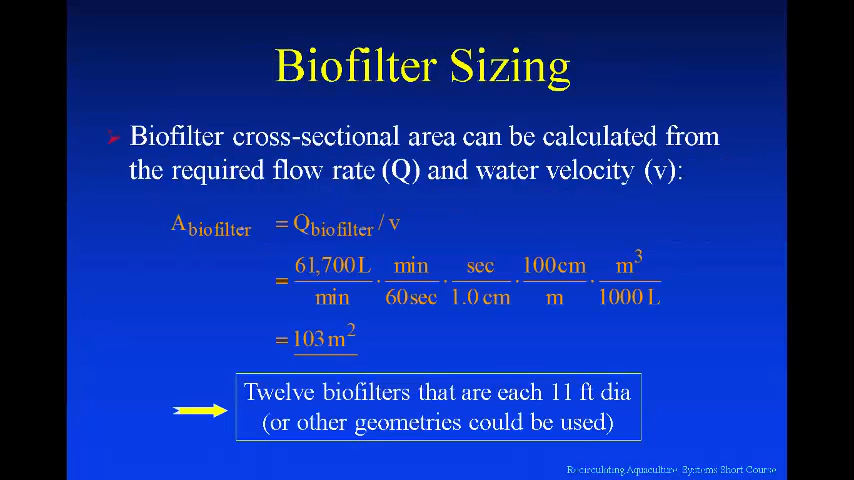 Biofilter Sizing
Biofilter cross-sectional area can be calculated from
the required flow rate (Q) and water velocity (v):
A_biofilter = Q_biofilter / v
= 61,700 L/min · min/60 sec · sec/1.0 cm · 100 cm/m · m³/1000 L
= 103 m²
Twelve biofilters that are each 11 ft dia
(or other geometries could be used)
Recirculating Aquaculture Systems Short Course